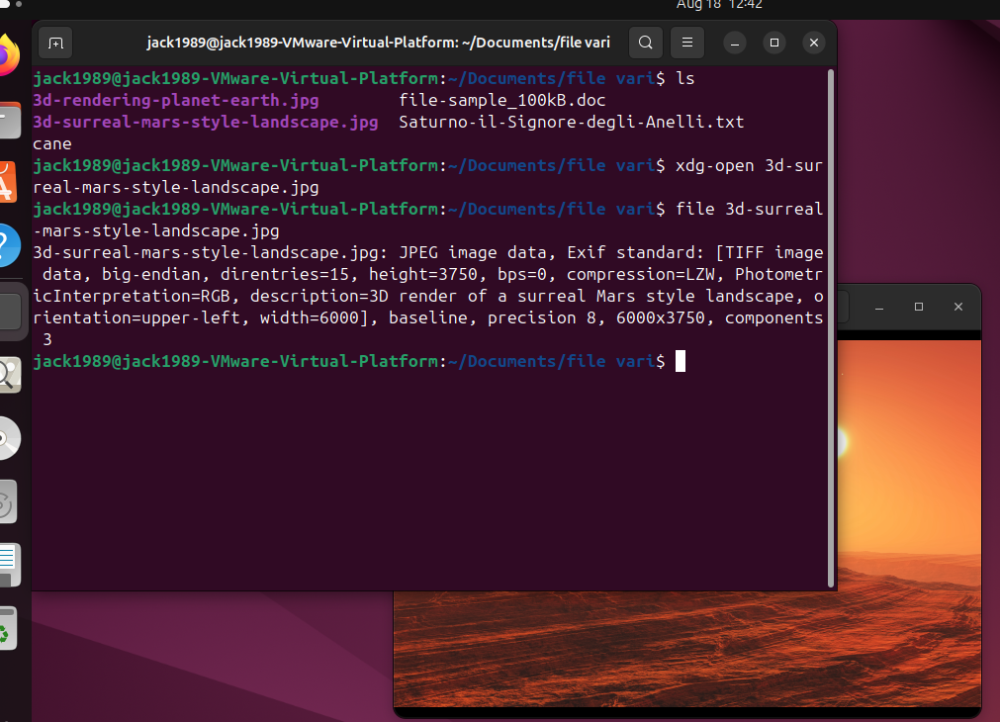 Aug 18 12:42
jack1989@jack1989-VMware-Virtual-Platform: ~/Documents/file vari
jack1989@jack1989-VMware-Virtual-Platform:~/Documents/file vari$ ls
3d-rendering-planet-earth.jpg file-sample_100kB.doc
3d-surreal-mars-style-landscape.jpg Saturno-il-Signore-degli-Anelli.txt
cane
jack1989@jack1989-VMware-Virtual-Platform:~/Documents/file vari$ xdg-open 3d-sur
real-mars-style-landscape.jpg
jack1989@jack1989-VMware-Virtual-Platform:~/Documents/file vari$ file 3d-surreal
-mars-style-landscape.jpg
3d-surreal-mars-style-landscape.jpg: JPEG image data, Exif standard: [TIFF image
 data, big-endian, direntries=15, height=3750, bps=0, compression=LZW, Photometr
icInterpretation=RGB, description=3D render of a surreal Mars style landscape, o
rientation=upper-left, width=6000], baseline, precision 8, 6000x3750, components
 3
jack1989@jack1989-VMware-Virtual-Platform:~/Documents/file vari$